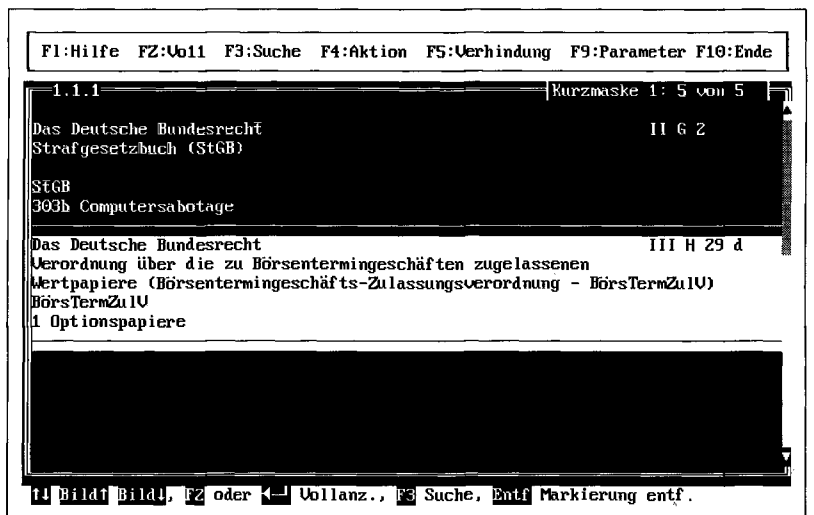 F1:Hilfe F2:Voll F3:Suche F4:Aktion F5:Verhindung F9:Parameter F10:Ende
1.1.1 Kurzmaske 1: 5 von 5
Das Deutsche Bundesrecht II G 2
Strafgesetzbuch (StGB)
StGB
303b Computersabotage
Das Deutsche Bundesrecht III H 29 d
Verordnung über die zu Börsentermingeschäften zugelassenen
Wertpapiere (Börsentermingeschäfts-Zulassungsverordnung - BörsTermZulV)
BörsTermZulV
1 Optionspapiere
↑↓ Bild↑ Bild↓, F2 oder ◄─┘ Vollanz., F3 Suche, Entf Markierung entf.